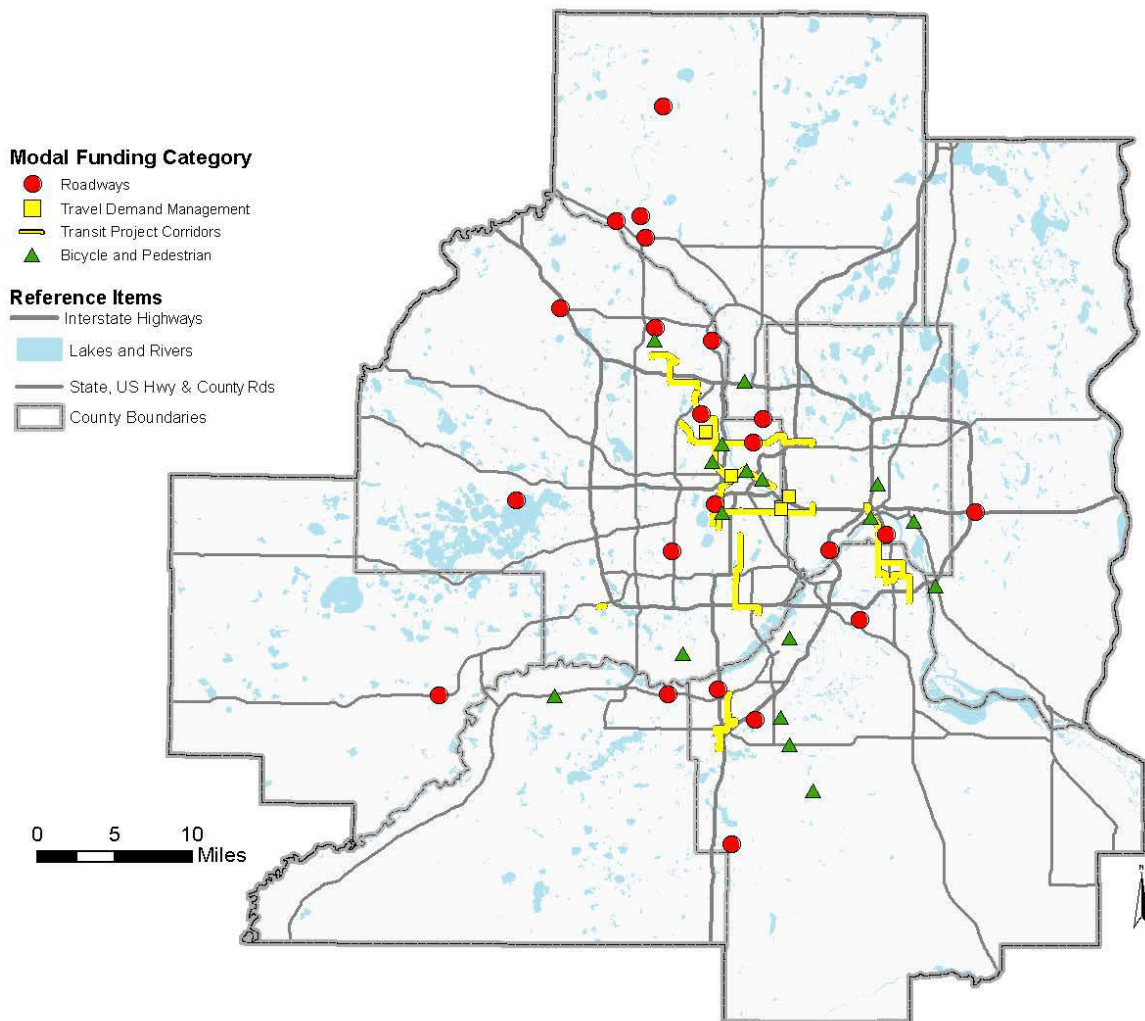 Modal Funding Category
Roadways
Travel Demand Management
Transit Project Corridors
Bicycle and Pedestrian
Reference Items
Interstate Highways
Lakes and Rivers
State, US Hwy & County Rds
County Boundaries
0 5 10
Miles
N